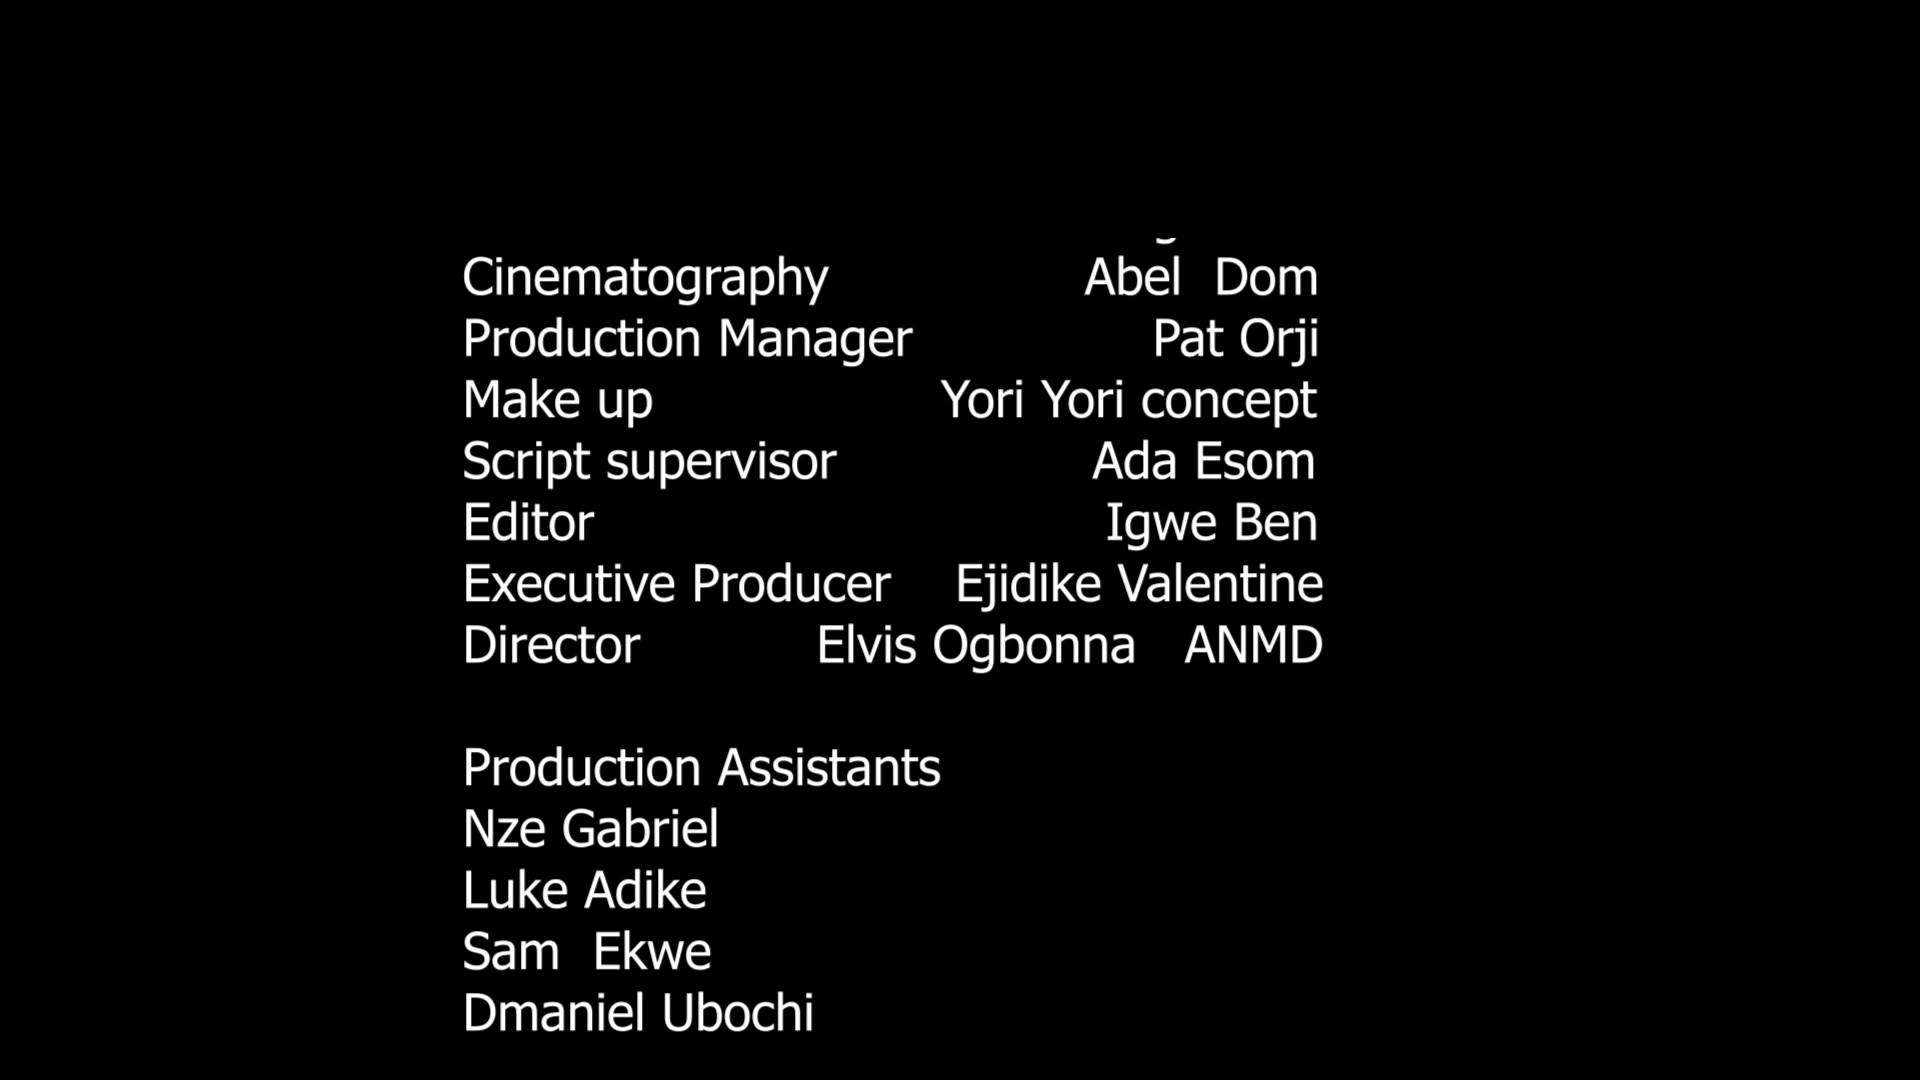 Cinematography Abel Dom
Production Manager Pat Orji
Make up Yori Yori concept
Script supervisor Ada Esom
Editor Igwe Ben
Executive Producer Ejidike Valentine
Director Elvis Ogbonna ANMD
Production Assistants
Nze Gabriel
Luke Adike
Sam Ekwe
Dmaniel Ubochi